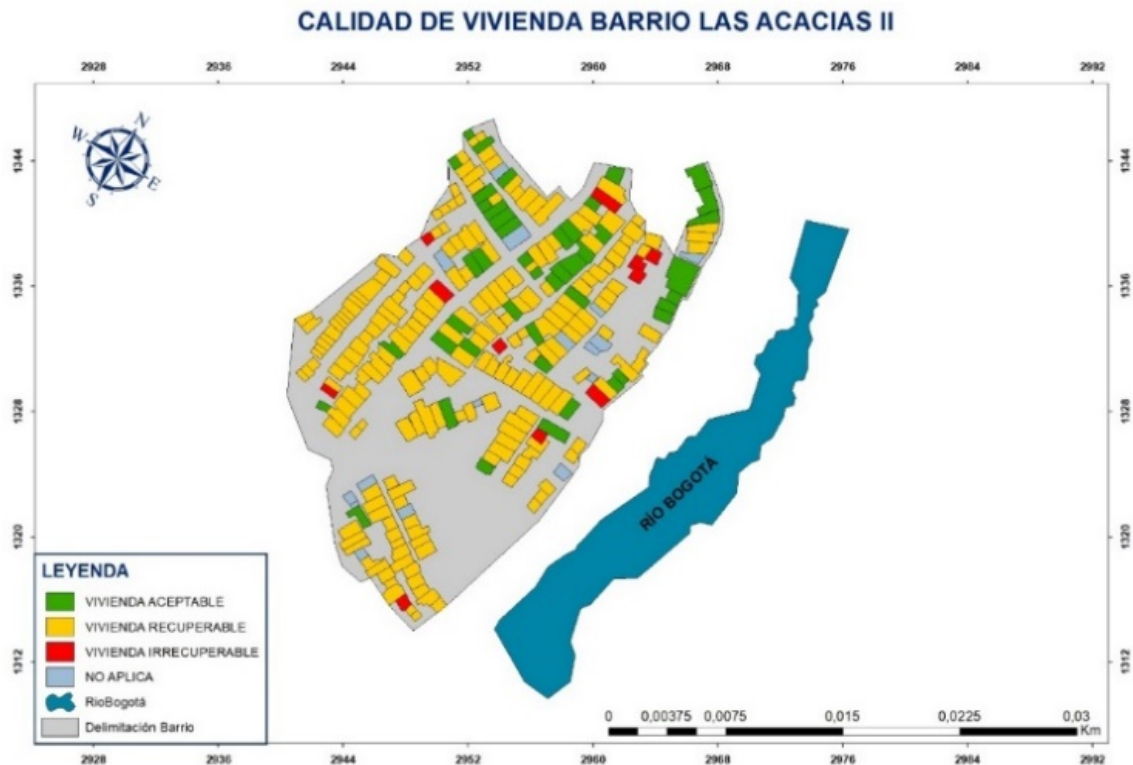 CALIDAD DE VIVIENDA BARRIO LAS ACACIAS II
2928 2936 2944 2952 2960 2968 2976 2984 2992
N
W
E
S
1344 1344
1336 1336
1328 1328
1320 1320
1312 1312
RÍO BOGOTÁ
LEYENDA
VIVIENDA ACEPTABLE
VIVIENDA RECUPERABLE
VIVIENDA IRRECUPERABLE
NO APLICA
RioBogotá
Delimitación Barrio
0 0,00375 0,0075 0,015 0,0225 0,03
Km
2928 2936 2944 2952 2960 2968 2976 2984 2992